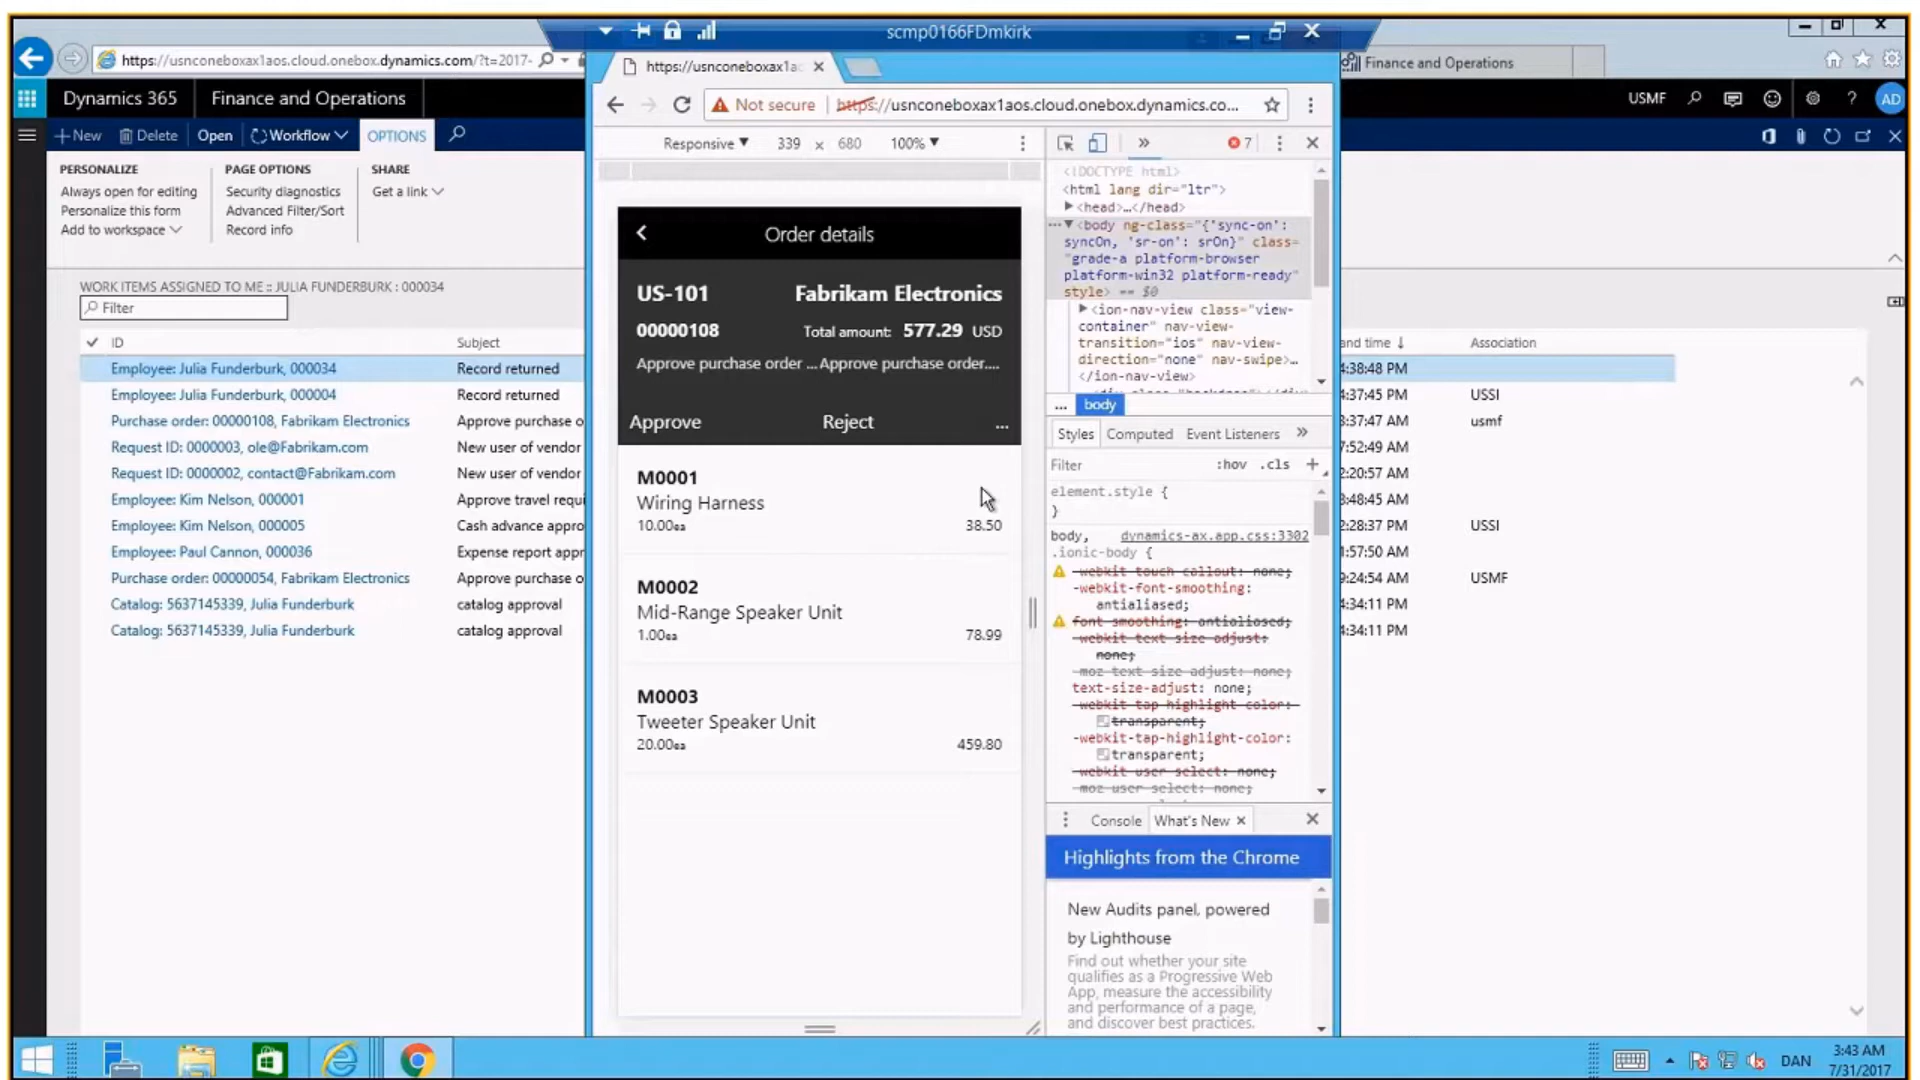 scmp0166FDmkirk
https://usnconeboxax1aos.cloud.onebox.dynamics.com/?t=2017-
https://usnconeboxax1ao
Finance and Operations
Not secure
https://usnconeboxax1aos.cloud.onebox.dynamics.co...
Dynamics 365
Finance and Operations
USMF
?
AD
New
Delete
Open
Workflow
OPTIONS
Responsive
339
x
680
100%
7
PERSONALIZE
Always open for editing
Personalize this form
Add to workspace
PAGE OPTIONS
Security diagnostics
Advanced Filter/Sort
Record info
SHARE
Get a link
WORK ITEMS ASSIGNED TO ME :: JULIA FUNDERBURK : 000034
Filter
ID
Subject
Employee: Julia Funderburk, 000034
Record returned
Employee: Julia Funderburk, 000004
Record returned
Purchase order: 00000108, Fabrikam Electronics
Approve purchase o
Request ID: 0000003, ole@Fabrikam.com
New user of vendor
Request ID: 0000002, contact@Fabrikam.com
New user of vendor
Employee: Kim Nelson, 000001
Approve travel requi
Employee: Kim Nelson, 000005
Cash advance appro
Employee: Paul Cannon, 000036
Expense report appr
Purchase order: 00000054, Fabrikam Electronics
Approve purchase o
Catalog: 5637145339, Julia Funderburk
catalog approval
Catalog: 5637145339, Julia Funderburk
catalog approval
Order details
US-101
Fabrikam Electronics
00000108
Total amount: 577.29 USD
Approve purchase order ...
Approve purchase order....
Approve
Reject
...
M0001
Wiring Harness
10.00ea
38.50
M0002
Mid-Range Speaker Unit
1.00ea
78.99
M0003
Tweeter Speaker Unit
20.00ea
459.80
<!DOCTYPE html>
<html lang dir="ltr">
<head>…</head>
<body ng-class="{'sync-on':
syncOn, 'sr-on': srOn}" class=
"grade-a platform-browser
platform-win32 platform-ready"
style> == $0
<ion-nav-view class="view-
container" nav-view-
transition="ios" nav-view-
direction="none" nav-swipe>…
</ion-nav-view>
...
body
Styles
Computed
Event Listeners
Filter
:hov
.cls
+
element.style {
}
body,
dynamics-ax.app.css:3302
.ionic-body {
-webkit-touch-callout: none;
-webkit-font-smoothing:
antialiased;
font-smoothing: antialiased;
-webkit-text-size-adjust:
none;
-moz-text-size-adjust: none;
text-size-adjust: none;
-webkit-tap-highlight-color:
transparent;
-webkit-tap-highlight-color:
transparent;
-webkit-user-select: none;
-moz-user-select: none;
Console
What's New
Highlights from the Chrome
New Audits panel, powered
by Lighthouse
Find out whether your site
qualifies as a Progressive Web
App, measure the accessibility
and performance of a page,
and discover best practices.
and time
Association
4:38:48 PM
4:37:45 PM
USSI
3:37:47 AM
usmf
7:52:49 AM
2:20:57 AM
3:48:45 AM
2:28:37 PM
USSI
1:57:50 AM
9:24:54 AM
USMF
4:34:11 PM
4:34:11 PM
DAN
3:43 AM
7/31/2017